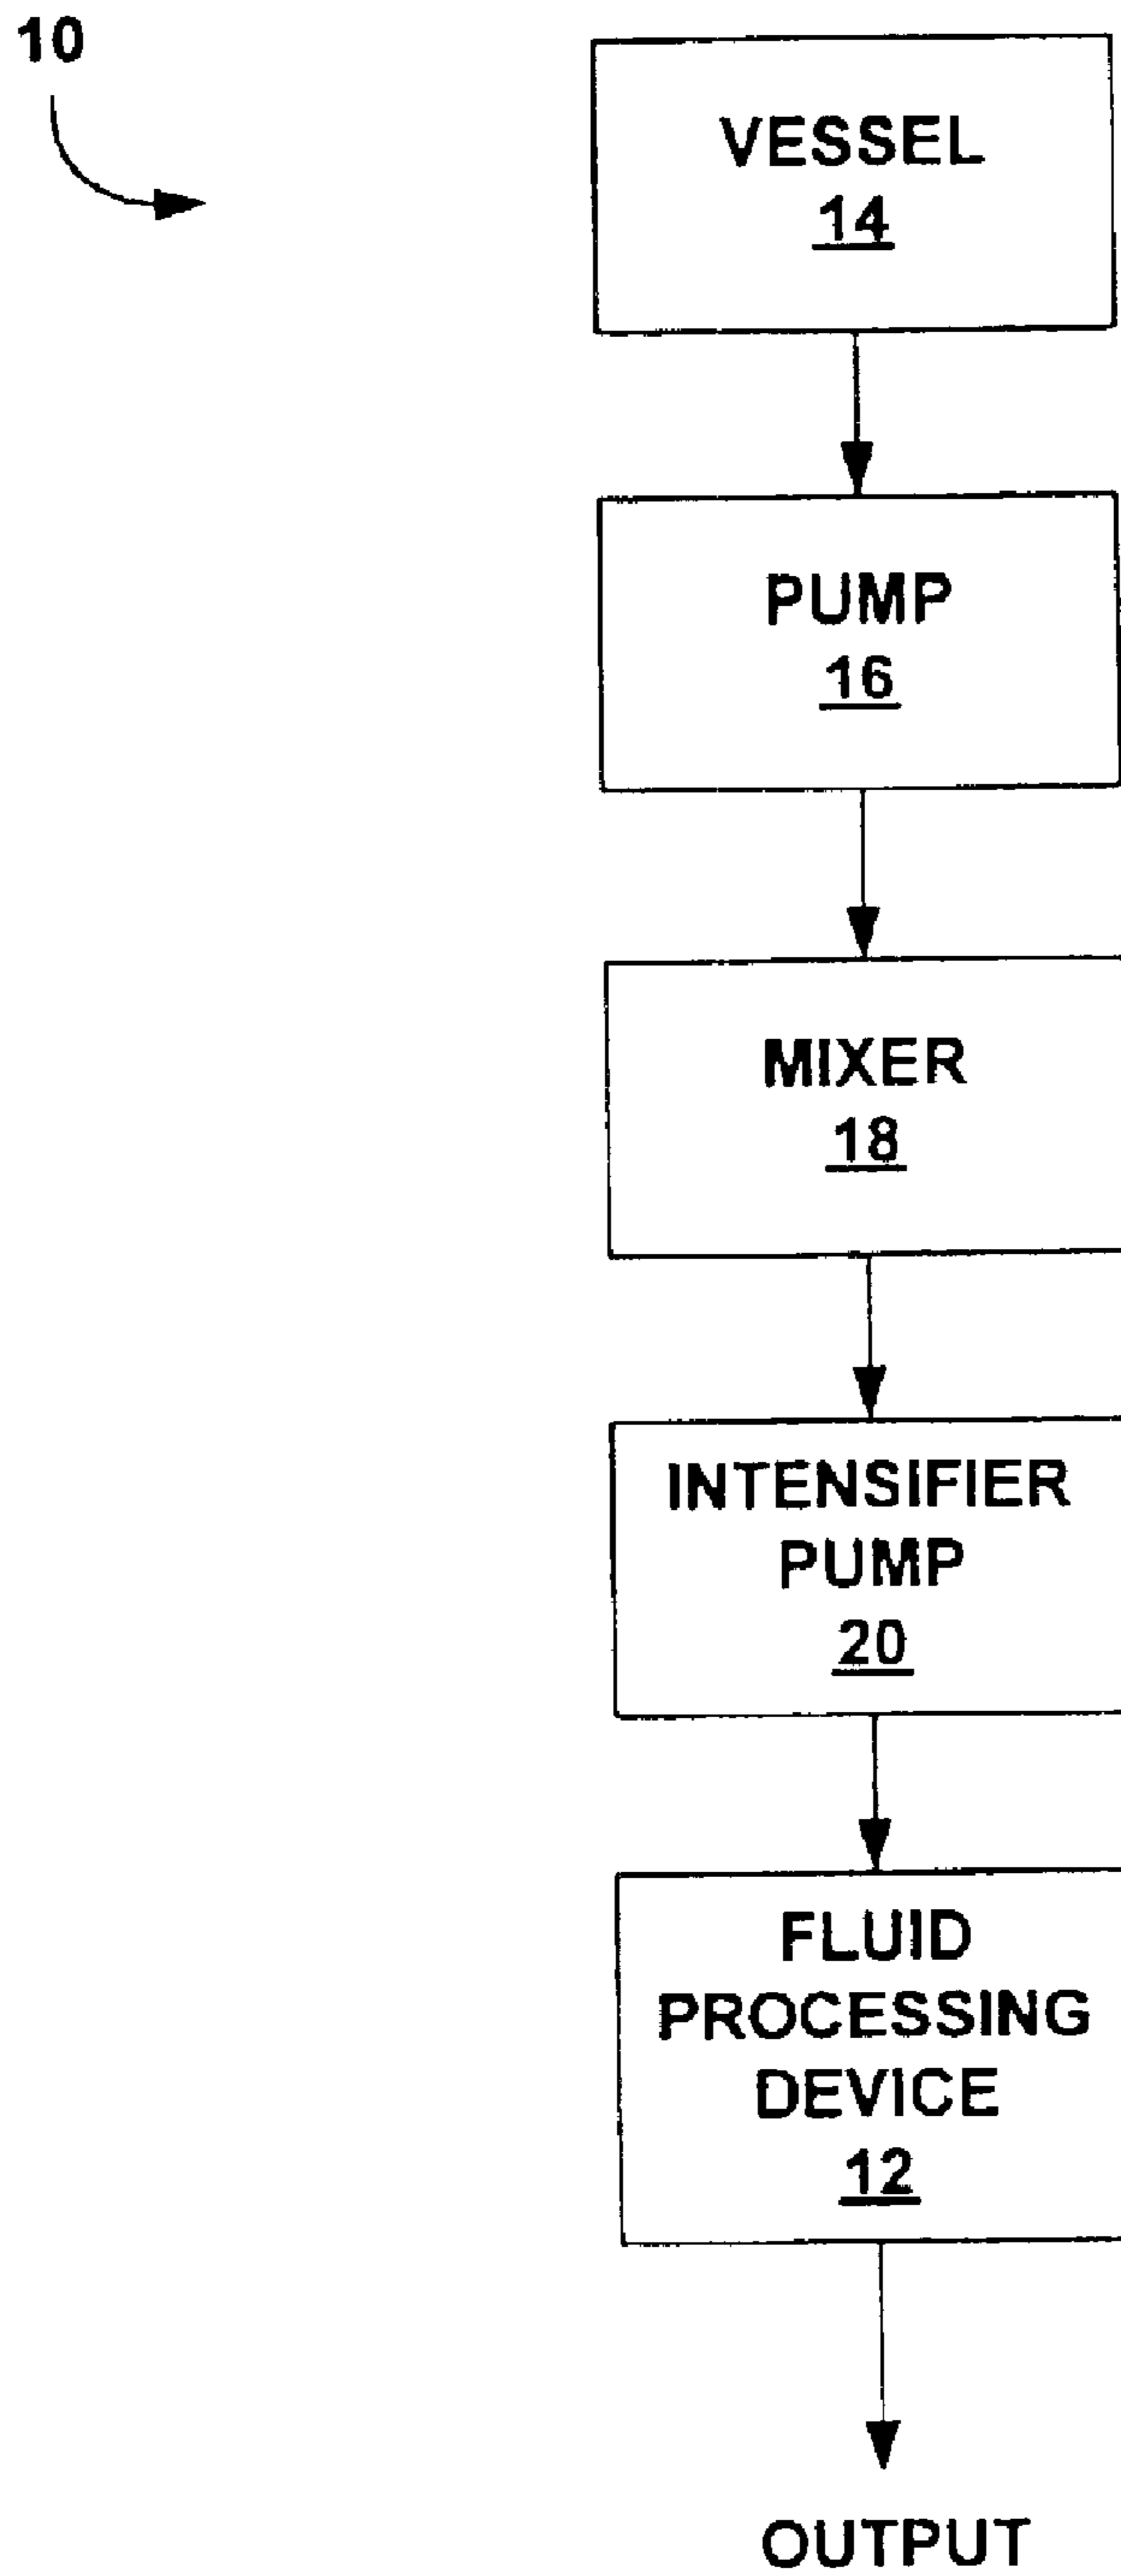 10
VESSEL
14
PUMP
16
MIXER
18
INTENSIFIER
PUMP
20
FLUID
PROCESSING
DEVICE
12
OUTPUT